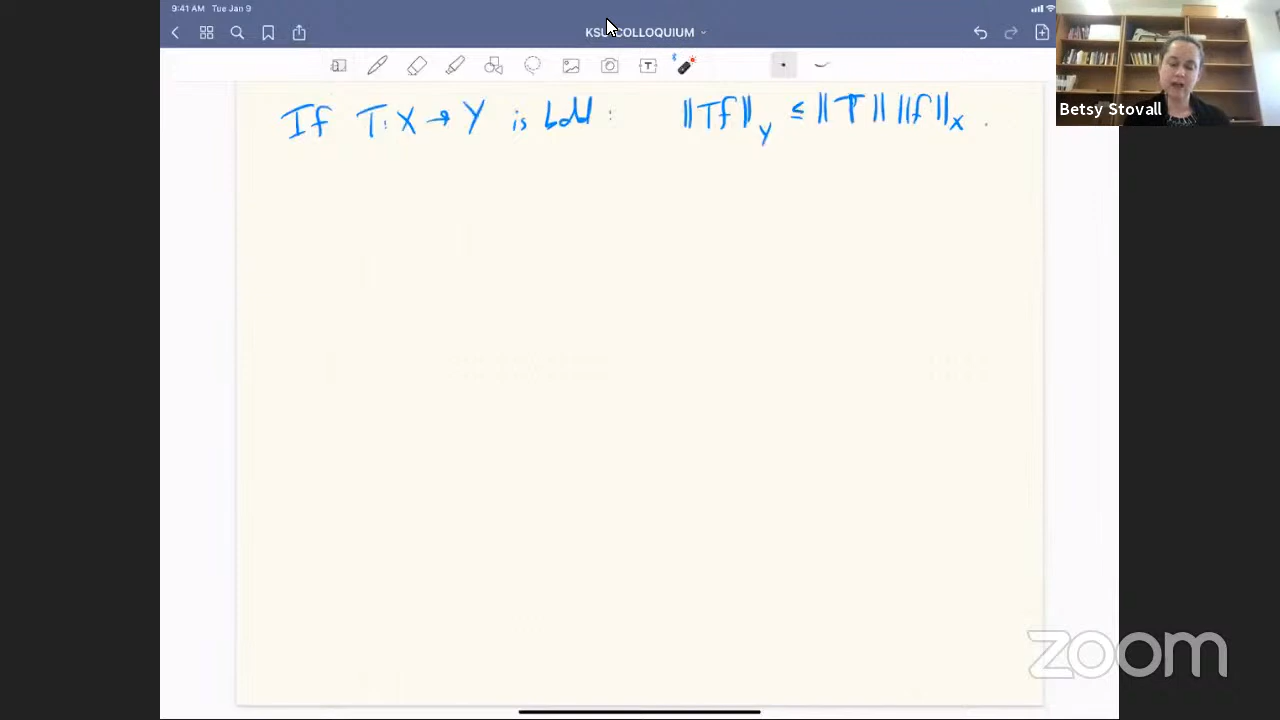 9:41 AM Tue Jan 9
KSU COLLOQUIUM
Betsy Stovall
If T: X → Y is bdd : ‖Tf‖_Y ≤ ‖T‖ ‖f‖_X .
zoom